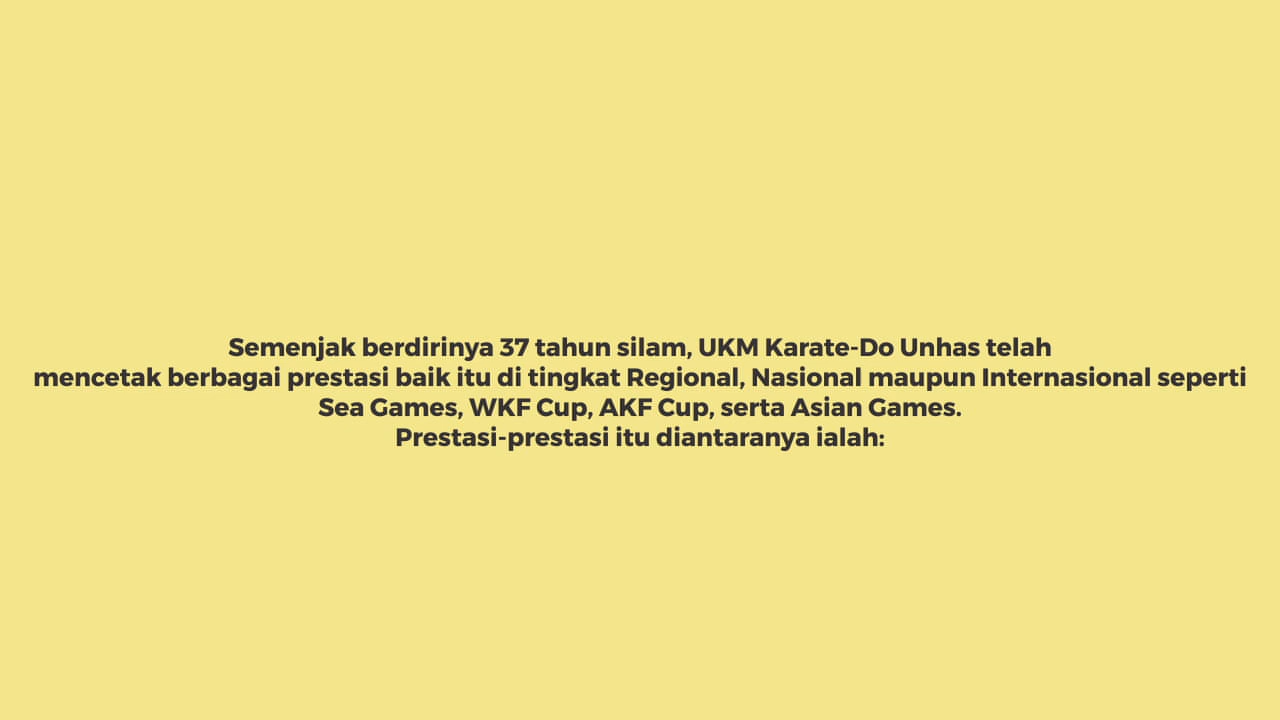 Semenjak berdirinya 37 tahun silam, UKM Karate-Do Unhas telah
mencetak berbagai prestasi baik itu di tingkat Regional, Nasional maupun Internasional seperti
Sea Games, WKF Cup, AKF Cup, serta Asian Games.
Prestasi-prestasi itu diantaranya ialah: